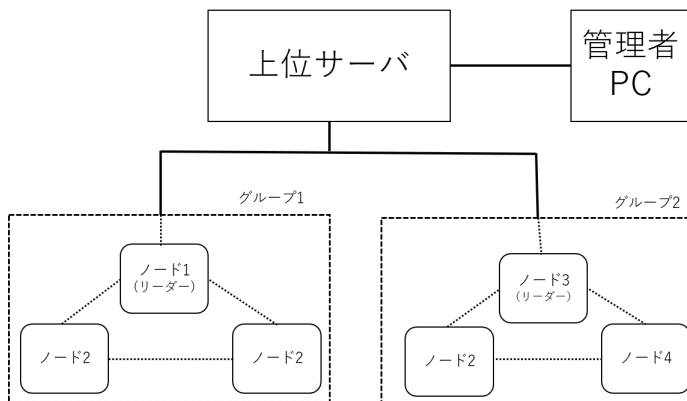 上位サーバ
管理者
PC
グループ1
グループ2
ノード1
(リーダー)
ノード3
(リーダー)
ノード2
ノード2
ノード2
ノード4